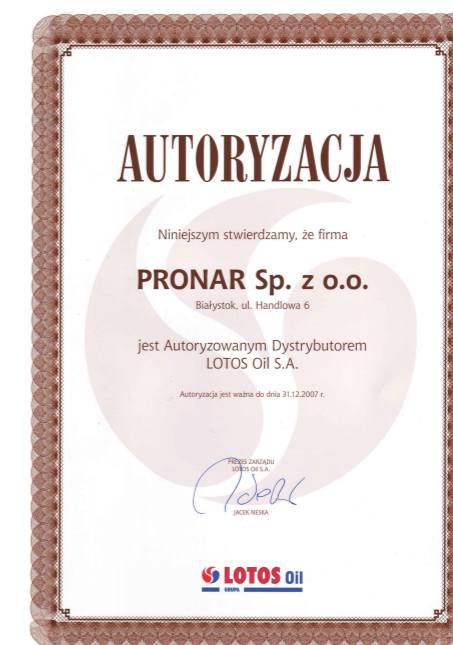 AUTORYZACJA
Niniejszym stwierdzamy, że firma
PRONAR Sp. z o.o.
Białystok, ul. Handlowa 6
jest Autoryzowanym Dystrybutorem
LOTOS Oil S.A.
Autoryzacja jest ważna do dnia 31.12.2007 r.
PREZES ZARZĄDU
LOTOS Oil S.A.
JACEK NESKA
LOTOS Oil
GRUPA